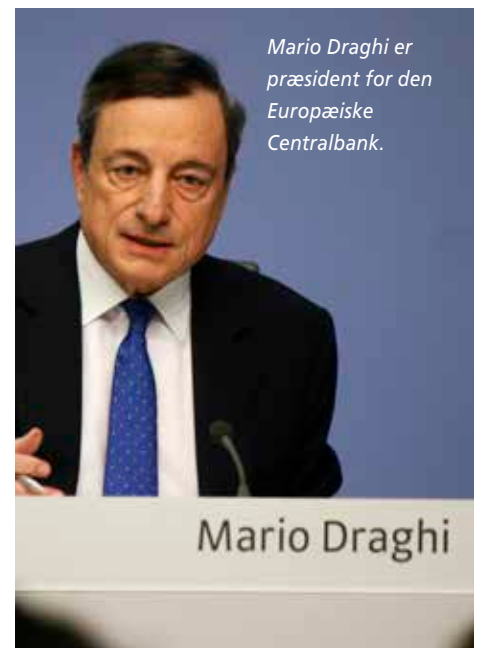 Mario Draghi er
præsident for den
Europæiske
Centralbank.
Mario Draghi